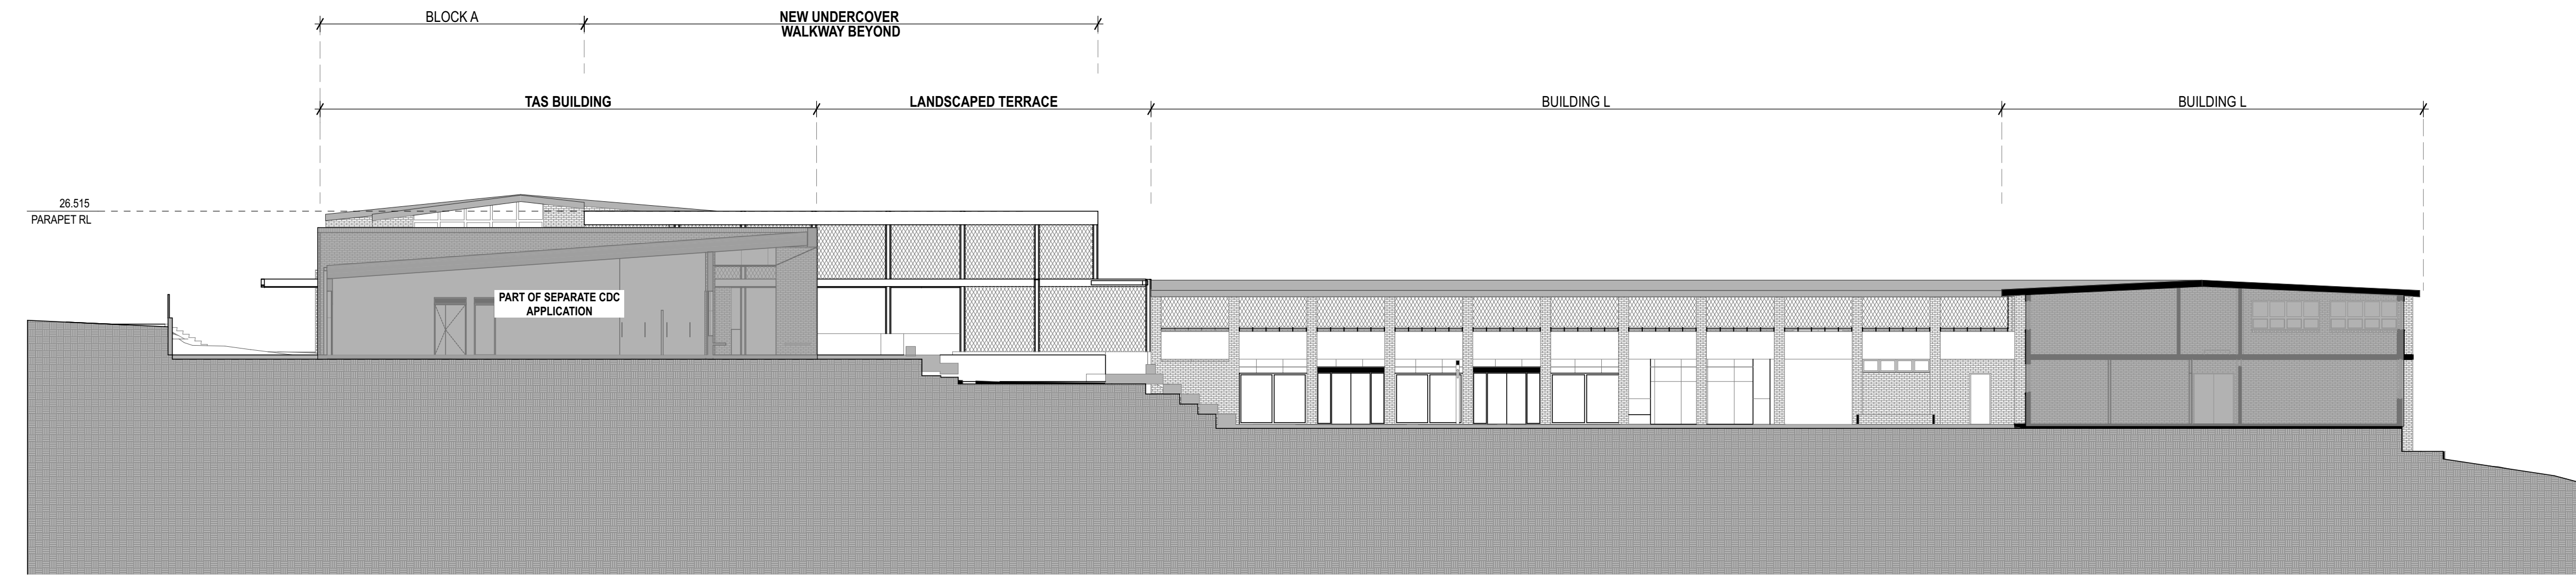 BLOCK A
NEW UNDERCOVER
WALKWAY BEYOND
TAS BUILDING
LANDSCAPED TERRACE
BUILDING L
BUILDING L
26.515
PARAPET RL
PART OF SEPARATE CDC
APPLICATION